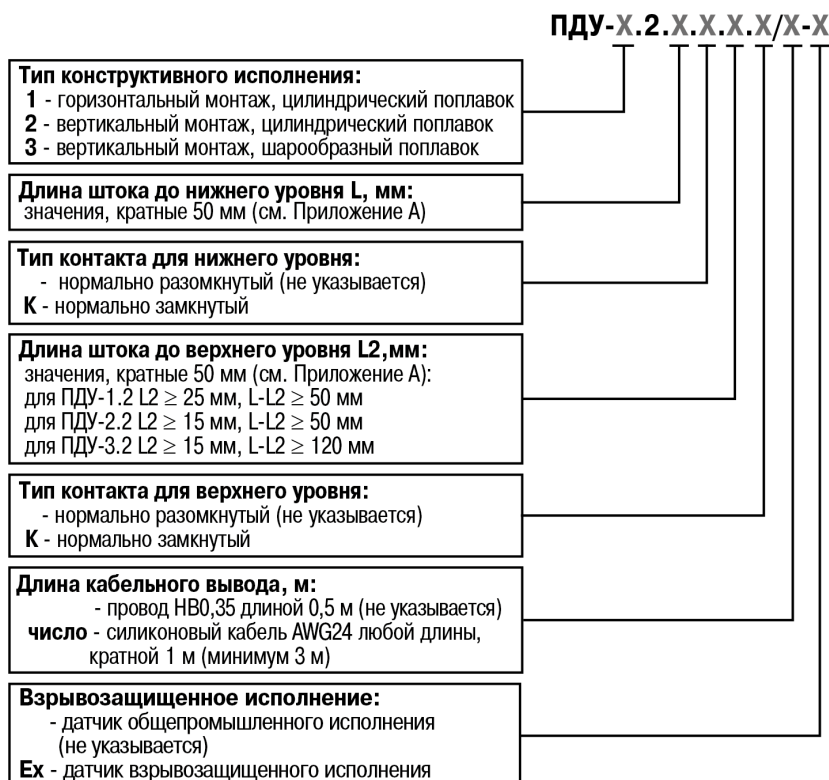 ПДУ-X.2.X.X.X.X/X-X
Тип конструктивного исполнения:
1 - горизонтальный монтаж, цилиндрический поплавок
2 - вертикальный монтаж, цилиндрический поплавок
3 - вертикальный монтаж, шарообразный поплавок
Длина штока до нижнего уровня L, мм:
значения, кратные 50 мм (см. Приложение А)
Тип контакта для нижнего уровня:
- нормально разомкнутый (не указывается)
К - нормально замкнутый
Длина штока до верхнего уровня L2,мм:
значения, кратные 50 мм (см. Приложение А):
для ПДУ-1.2 L2 ≥ 25 мм, L-L2 ≥ 50 мм
для ПДУ-2.2 L2 ≥ 15 мм, L-L2 ≥ 50 мм
для ПДУ-3.2 L2 ≥ 15 мм, L-L2 ≥ 120 мм
Тип контакта для верхнего уровня:
- нормально разомкнутый (не указывается)
К - нормально замкнутый
Длина кабельного вывода, м:
- провод НВ0,35 длиной 0,5 м (не указывается)
число - силиконовый кабель AWG24 любой длины,
кратной 1 м (минимум 3 м)
Взрывозащищенное исполнение:
- датчик общепромышленного исполнения
(не указывается)
Ex - датчик взрывозащищенного исполнения